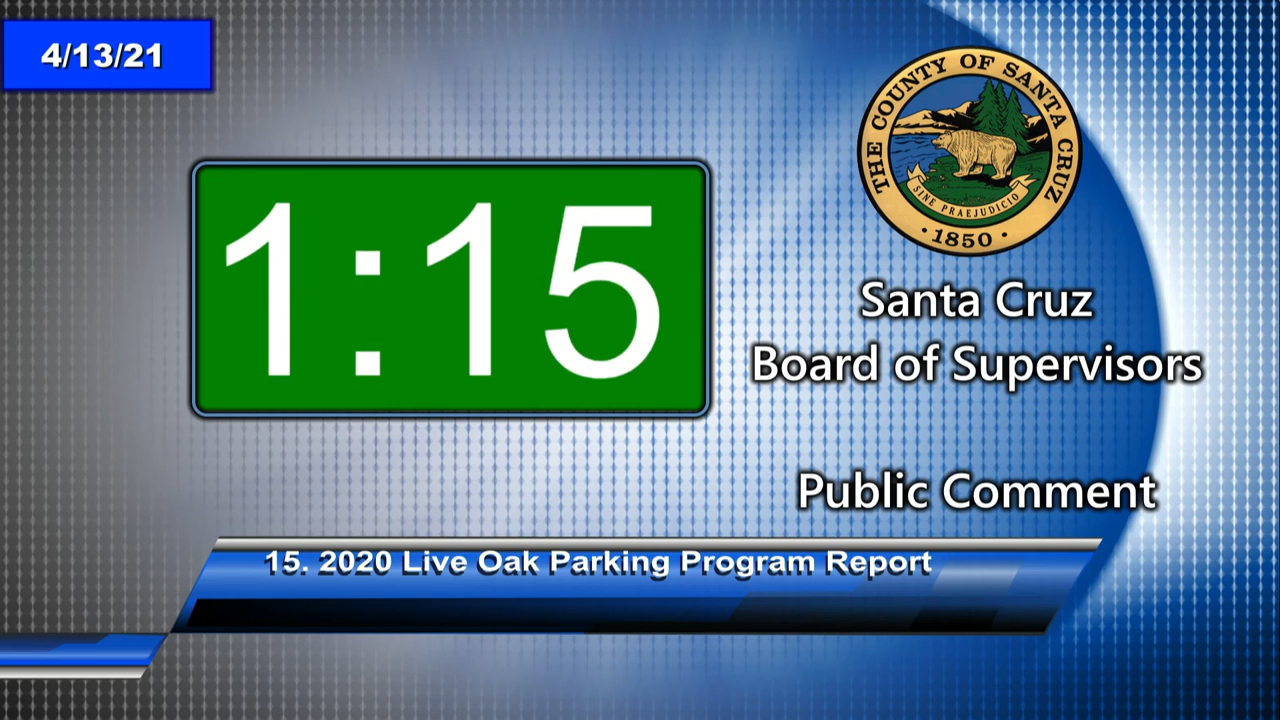 4/13/21
THE COUNTY OF SANTA CRUZ
SINE PRAEJUDICIO
• 1850 •
1:15
Santa Cruz
Board of Supervisors
Public Comment
15. 2020 Live Oak Parking Program Report